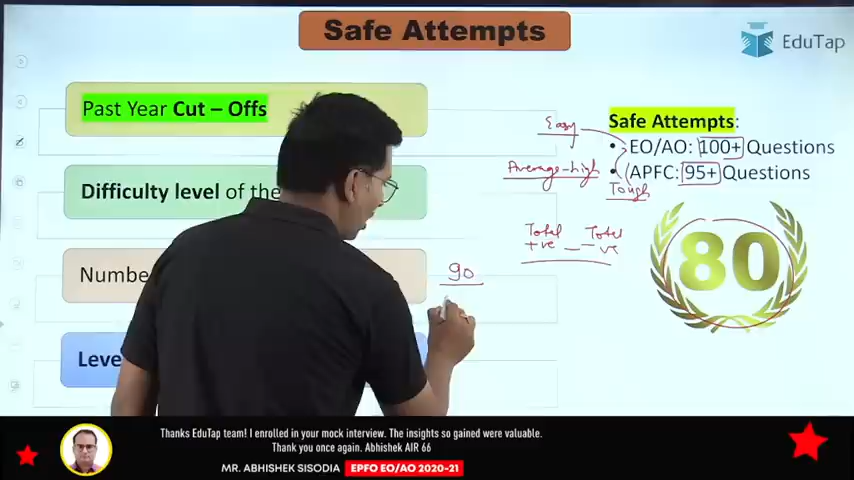 Safe Attempts
EduTap
Past Year Cut – Offs
Difficulty level of the
Numbe
Leve
Safe Attempts:
• EO/AO: 100+ Questions
• APFC: 95+ Questions
Easy
Average-high
Tough
Total Total
+ve — -ve
90
80
Thanks EduTap team! I enrolled in your mock interview. The insights so gained were valuable.
Thank you once again. Abhishek AIR 66
MR. ABHISHEK SISODIA EPFO EO/AO 2020-21